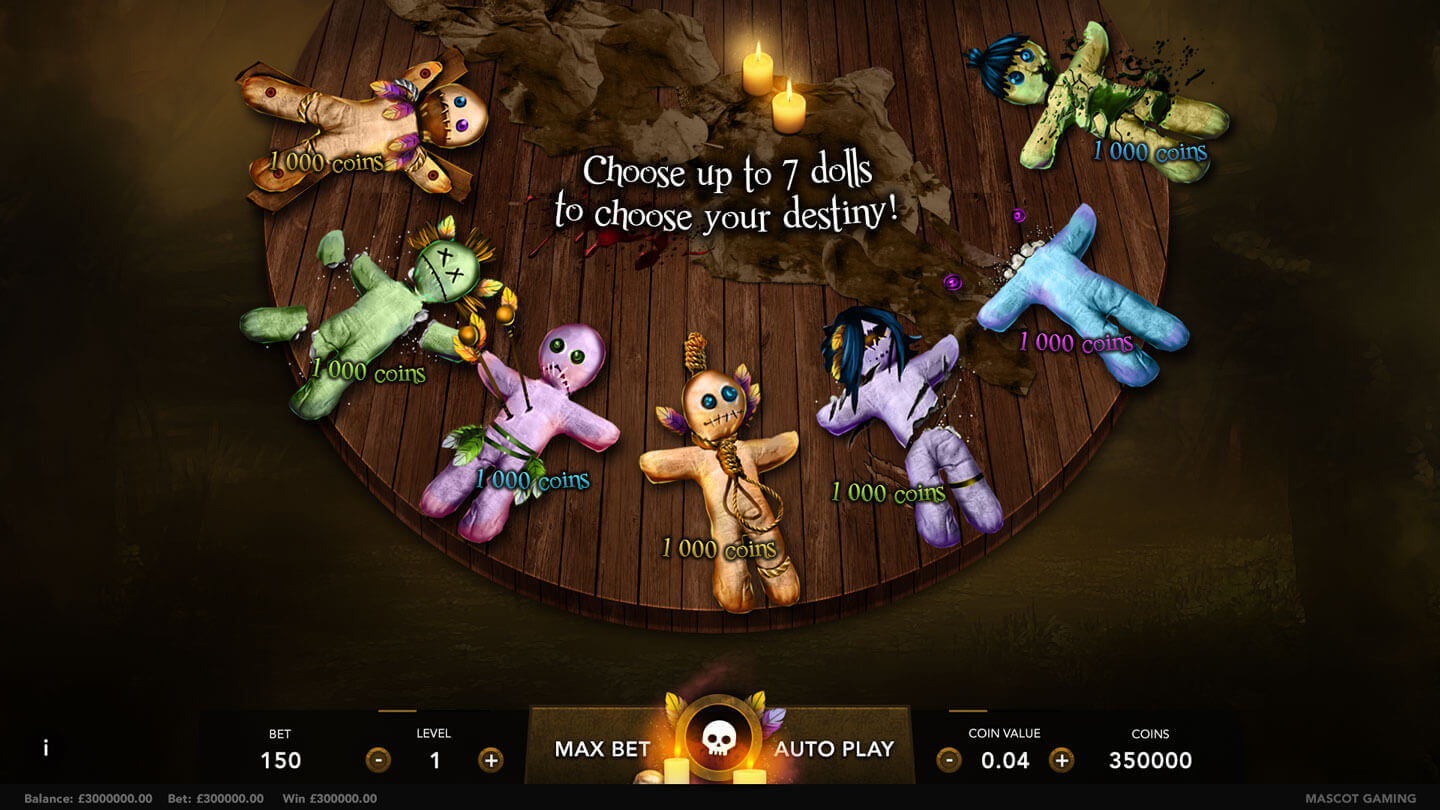 1 000 coins
1 000 coins
Choose up to 7 dolls
to choose your destiny!
1 000 coins
1 000 coins
1 000 coins
1 000 coins
1 000 coins
BET
150
LEVEL
- 1 +
MAX BET
AUTO PLAY
COIN VALUE
- 0.04 +
COINS
350000
i
Balance: £3000000.00 Bet: £300000.00 Win £300000.00
MASCOT GAMING